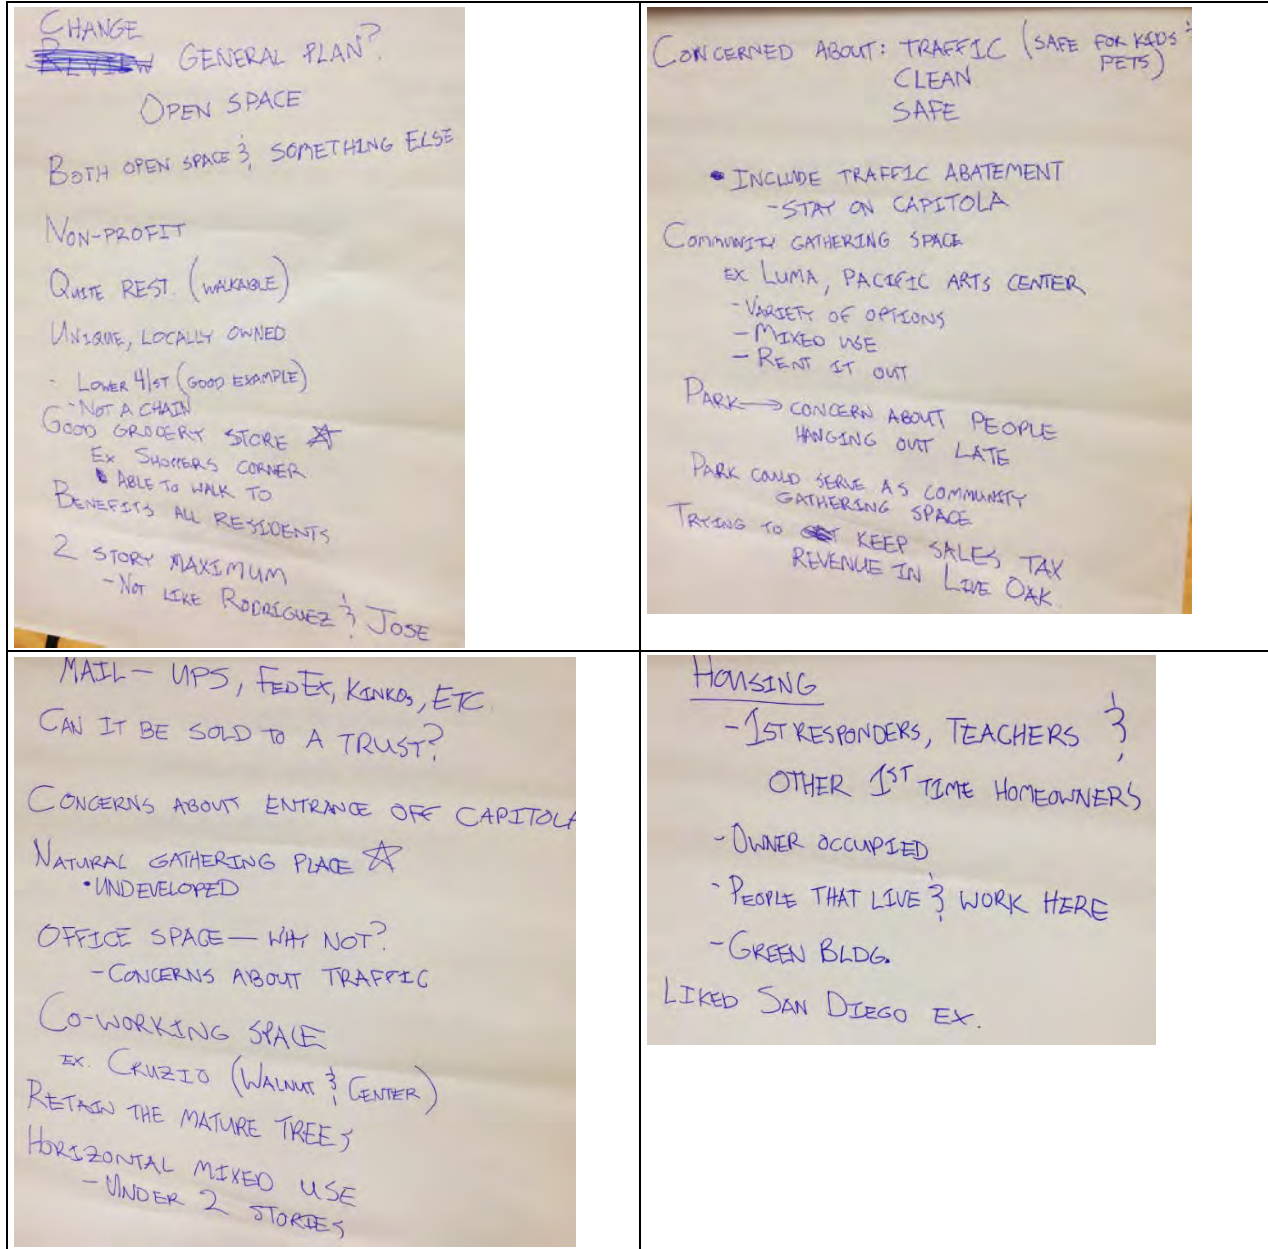 CHANGE
REVIEW GENERAL PLAN?
OPEN SPACE
BOTH OPEN SPACE & SOMETHING ELSE
NON-PROFIT
QUITE REST. (WALKABLE)
UNIQUE, LOCALLY OWNED
- LOWER 41ST (GOOD EXAMPLE)
- NOT A CHAIN
GOOD GROCERY STORE ☆
EX SHOPPERS CORNER
• ABLE TO WALK TO
BENEFITS ALL RESIDENTS
2 STORY MAXIMUM
- NOT LIKE RODRIGUEZ & JOSE
CONCERNED ABOUT: TRAFFIC (SAFE FOR KIDS &
PETS)
CLEAN
SAFE
• INCLUDE TRAFFIC ABATEMENT
- STAY ON CAPITOLA
COMMUNITY GATHERING SPACE
EX LUMA, PACIFIC ARTS CENTER
- VARIETY OF OPTIONS
- MIXED USE
- RENT IT OUT
PARK → CONCERN ABOUT PEOPLE
HANGING OUT LATE
PARK COULD SERVE AS COMMUNITY
GATHERING SPACE
TRYING TO KEEP SALES TAX
REVENUE IN LIVE OAK.
MAIL - UPS, FEDEX, KINKOS, ETC.
CAN IT BE SOLD TO A TRUST?
CONCERNS ABOUT ENTRANCE OFF CAPITOLA
NATURAL GATHERING PLACE ☆
• UNDEVELOPED
OFFICE SPACE - WHY NOT?
- CONCERNS ABOUT TRAFFIC
CO-WORKING SPACE
EX. CRUZIO (WALNUT & CENTER)
RETAIN THE MATURE TREES
HORIZONTAL MIXED USE
- UNDER 2 STORIES
HOUSING
- 1ST RESPONDERS, TEACHERS &
OTHER 1ST TIME HOMEOWNERS
- OWNER OCCUPIED
- PEOPLE THAT LIVE & WORK HERE
- GREEN BLDG.
LIKED SAN DIEGO EX.